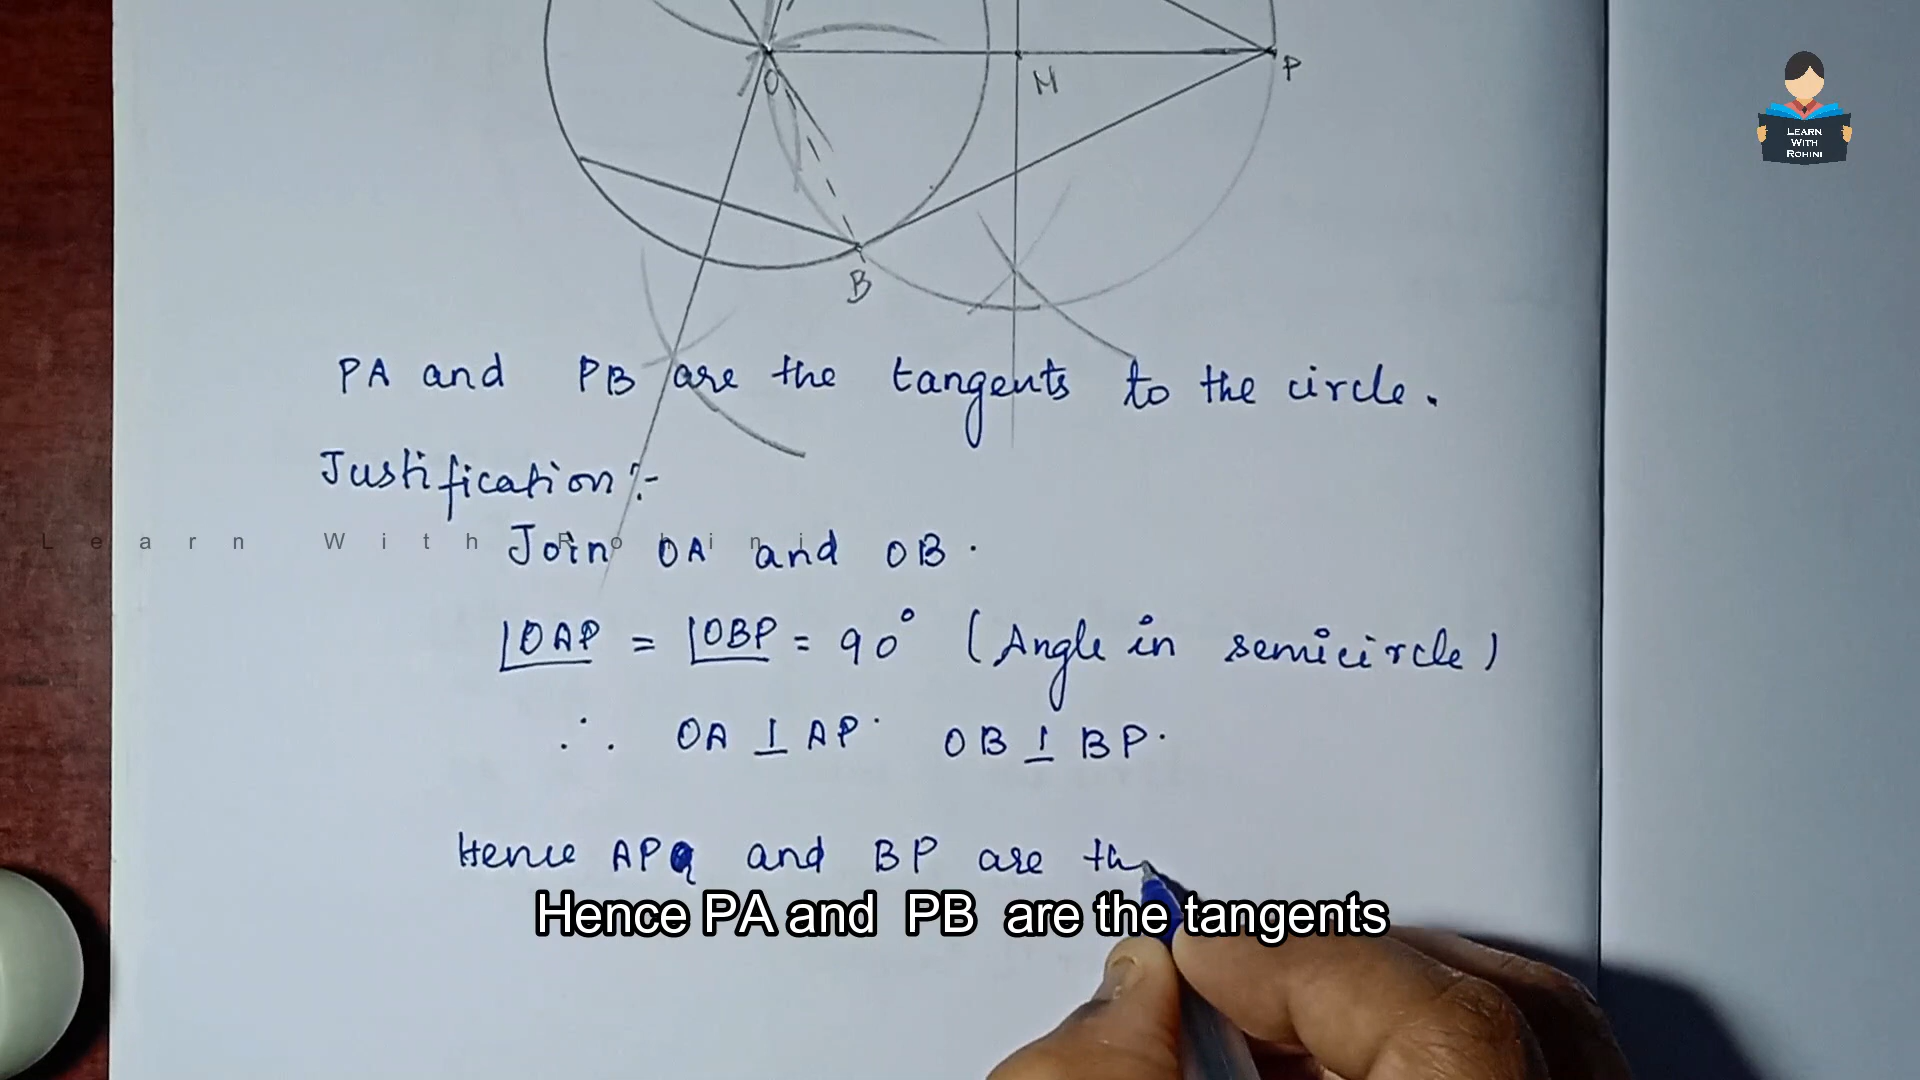 O
M
P
B
LEARN
WITH
ROHINI
PA and PB are the tangents to the circle.
Justification :-
Learn With Rohini
Join OA and OB.
∠OAP = ∠OBP = 90° (Angle in semicircle)
∴ OA ⊥ AP. OB ⊥ BP.
Hence AP and BP are th
Hence PA and PB are the tangents